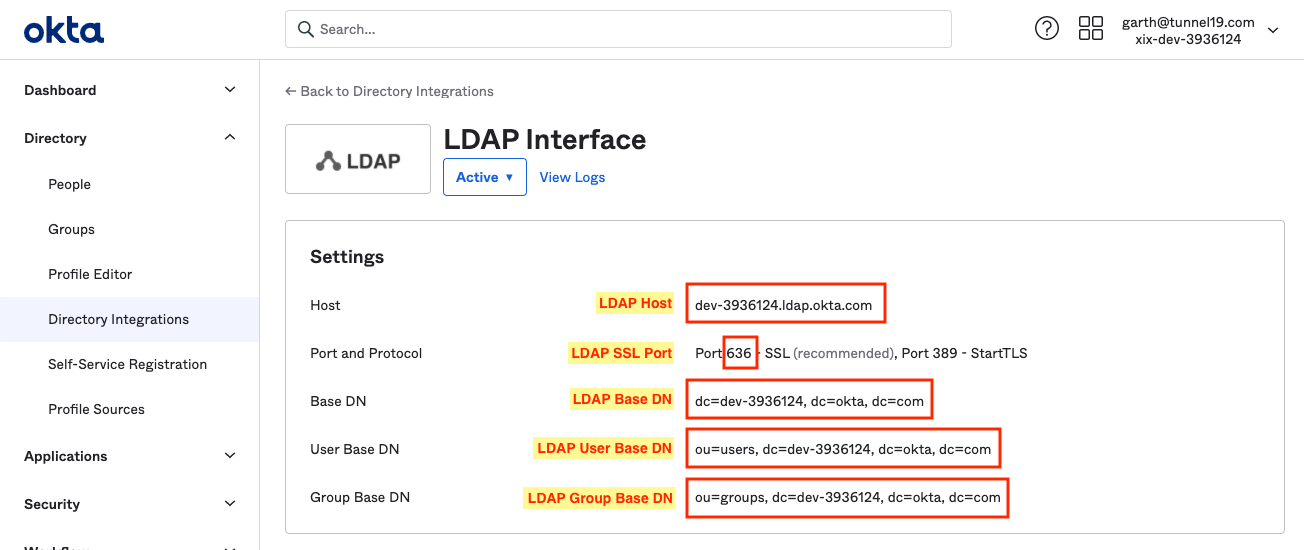 okta
Search...
garth@tunnel19.com
xix-dev-3936124
Dashboard
Directory
People
Groups
Profile Editor
Directory Integrations
Self-Service Registration
Profile Sources
Applications
Security
Workflow
← Back to Directory Integrations
LDAP
LDAP Interface
Active ▼ View Logs
Settings
Host LDAP Host dev-3936124.ldap.okta.com
Port and Protocol LDAP SSL Port Port 636 - SSL (recommended), Port 389 - StartTLS
Base DN LDAP Base DN dc=dev-3936124, dc=okta, dc=com
User Base DN LDAP User Base DN ou=users, dc=dev-3936124, dc=okta, dc=com
Group Base DN LDAP Group Base DN ou=groups, dc=dev-3936124, dc=okta, dc=com